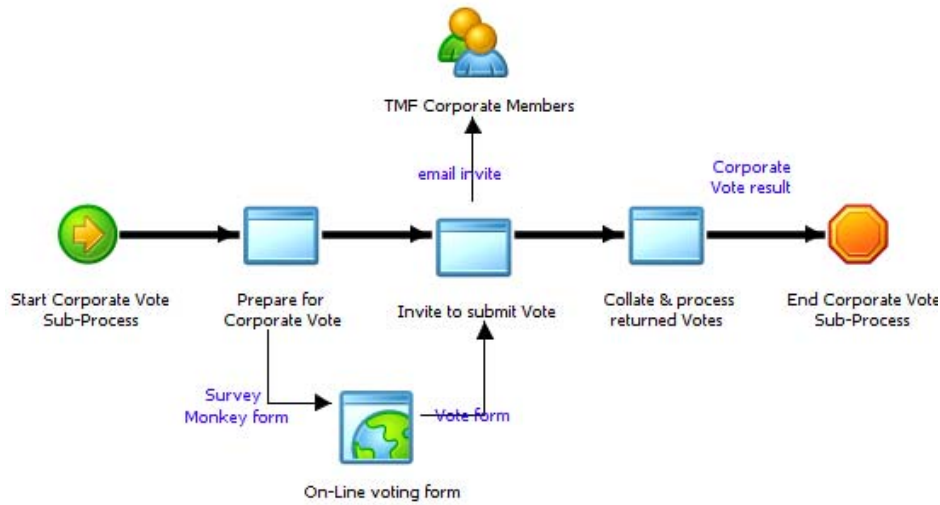 TMF Corporate Members
email invite
Corporate
Vote result
Start Corporate Vote
Sub-Process
Prepare for
Corporate Vote
Invite to submit Vote
Collate & process
returned Votes
End Corporate Vote
Sub-Process
Survey
Monkey form
Vote form
On-Line voting form